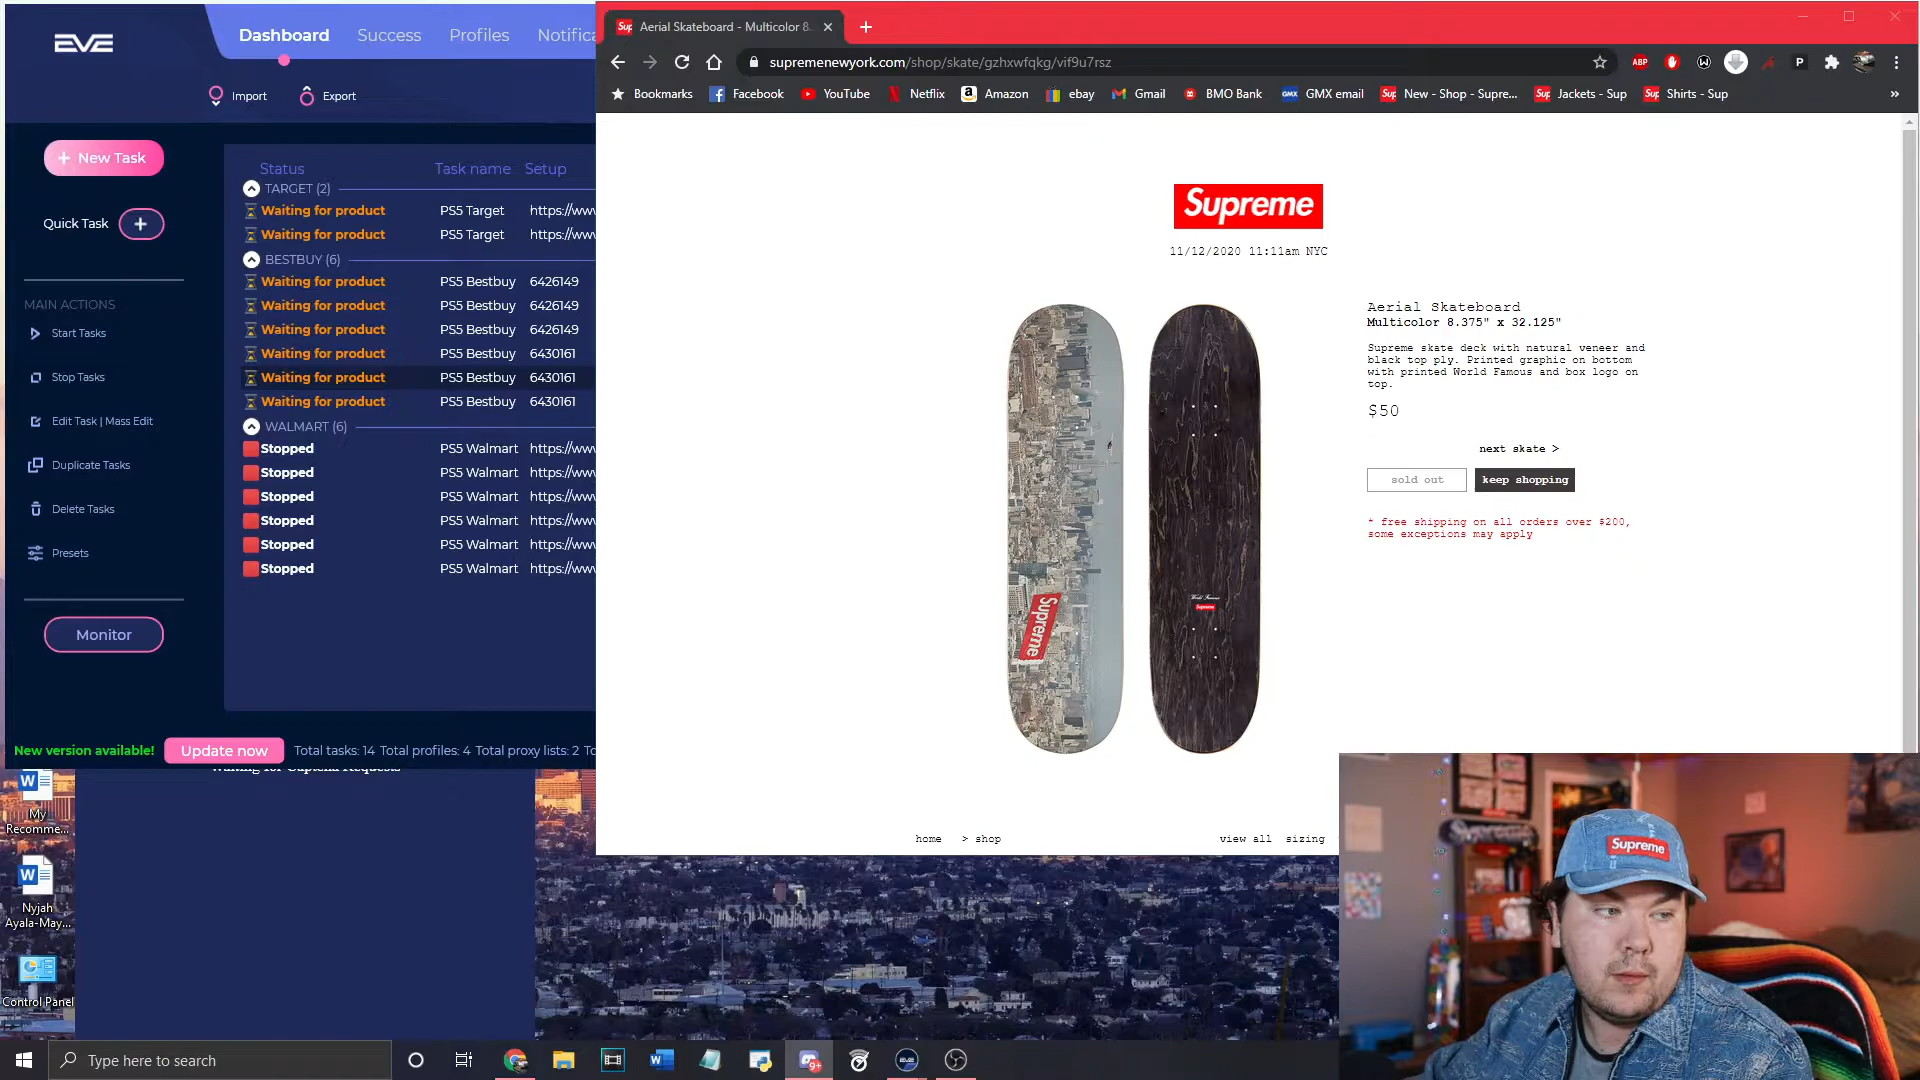 EVE
Dashboard
Success
Profiles
Notifica
Import
Export
+ New Task
Quick Task +
MAIN ACTIONS
Start Tasks
Stop Tasks
Edit Task | Mass Edit
Duplicate Tasks
Delete Tasks
Presets
Monitor
Status Task name Setup
TARGET (2)
Waiting for product PS5 Target https://ww
Waiting for product PS5 Target https://ww
BESTBUY (6)
Waiting for product PS5 Bestbuy 6426149
Waiting for product PS5 Bestbuy 6426149
Waiting for product PS5 Bestbuy 6426149
Waiting for product PS5 Bestbuy 6430161
Waiting for product PS5 Bestbuy 6430161
Waiting for product PS5 Bestbuy 6430161
WALMART (6)
Stopped PS5 Walmart https://ww
Stopped PS5 Walmart https://ww
Stopped PS5 Walmart https://ww
Stopped PS5 Walmart https://ww
Stopped PS5 Walmart https://ww
Stopped PS5 Walmart https://ww
New version available! Update now Total tasks: 14 Total profiles: 4 Total proxy lists: 2 To
Waiting for Captcha Requests
Sup Aerial Skateboard - Multicolor 8.
supremenewyork.com/shop/skate/gzhxwfqkg/vif9u7rsz
ABP
P
Bookmarks Facebook YouTube Netflix Amazon ebay Gmail BMO Bank GMX email New - Shop - Supre... Jackets - Sup Shirts - Sup »
Supreme
11/12/2020 11:11am NYC
Aerial Skateboard
Multicolor 8.375" x 32.125"
Supreme skate deck with natural veneer and
black top ply. Printed graphic on bottom
with printed World Famous and box logo on
top.
$50
next skate >
sold out
keep shopping
* free shipping on all orders over $200,
some exceptions may apply
Supreme
World Famous
Supreme
home > shop
view all sizing
My
Recomme...
Nyjah
Ayala-May...
Control Panel
Supreme
Type here to search
9+